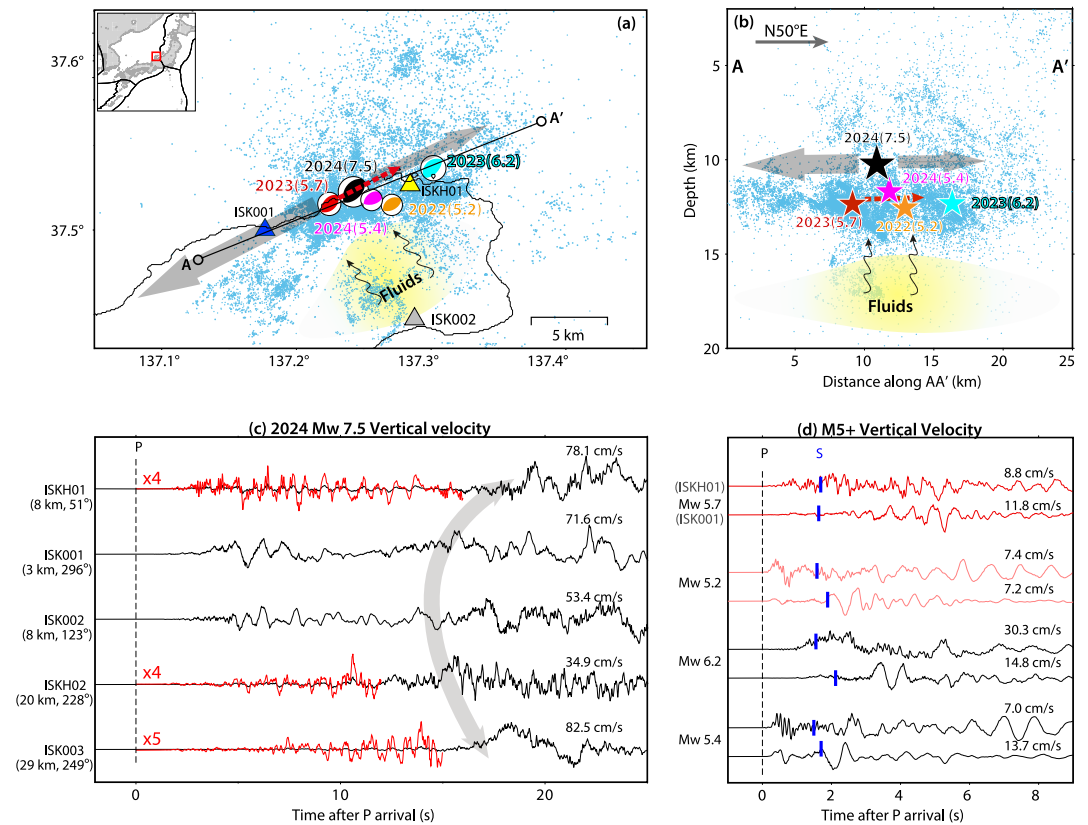 (a)
37.6°
37.5°
A'
2024(7.5)
2023(6.2)
2023(5.7)
ISKH01
ISK001
2022(5.2)
2024(5.4)
A
Fluids
ISK002
5 km
137.1
137.2
137.3
137.4°
(b)
N50°E
A
A'
5
10
15
20
Depth (km)
2024(7.5)
2024(5.4)
2023(6.2)
2023(5.7)
2022(5.2)
Fluids
5
10
15
20
25
Distance along AA' (km)
(c) 2024 Mw 7.5 Vertical velocity
P
x4
78.1 cm/s
ISKH01
(8 km, 51°)
71.6 cm/s
ISK001
(3 km, 296°)
53.4 cm/s
ISK002
(8 km, 123°)
x4
34.9 cm/s
ISKH02
(20 km, 228°)
x5
82.5 cm/s
ISK003
(29 km, 249°)
0
10
20
Time after P arrival (s)
(d) M5+ Vertical Velocity
P
S
8.8 cm/s
(ISKH01)
Mw 5.7
11.8 cm/s
(ISK001)
7.4 cm/s
Mw 5.2
7.2 cm/s
30.3 cm/s
Mw 6.2
14.8 cm/s
7.0 cm/s
Mw 5.4
13.7 cm/s
0
2
4
6
8
Time after P arrival (s)